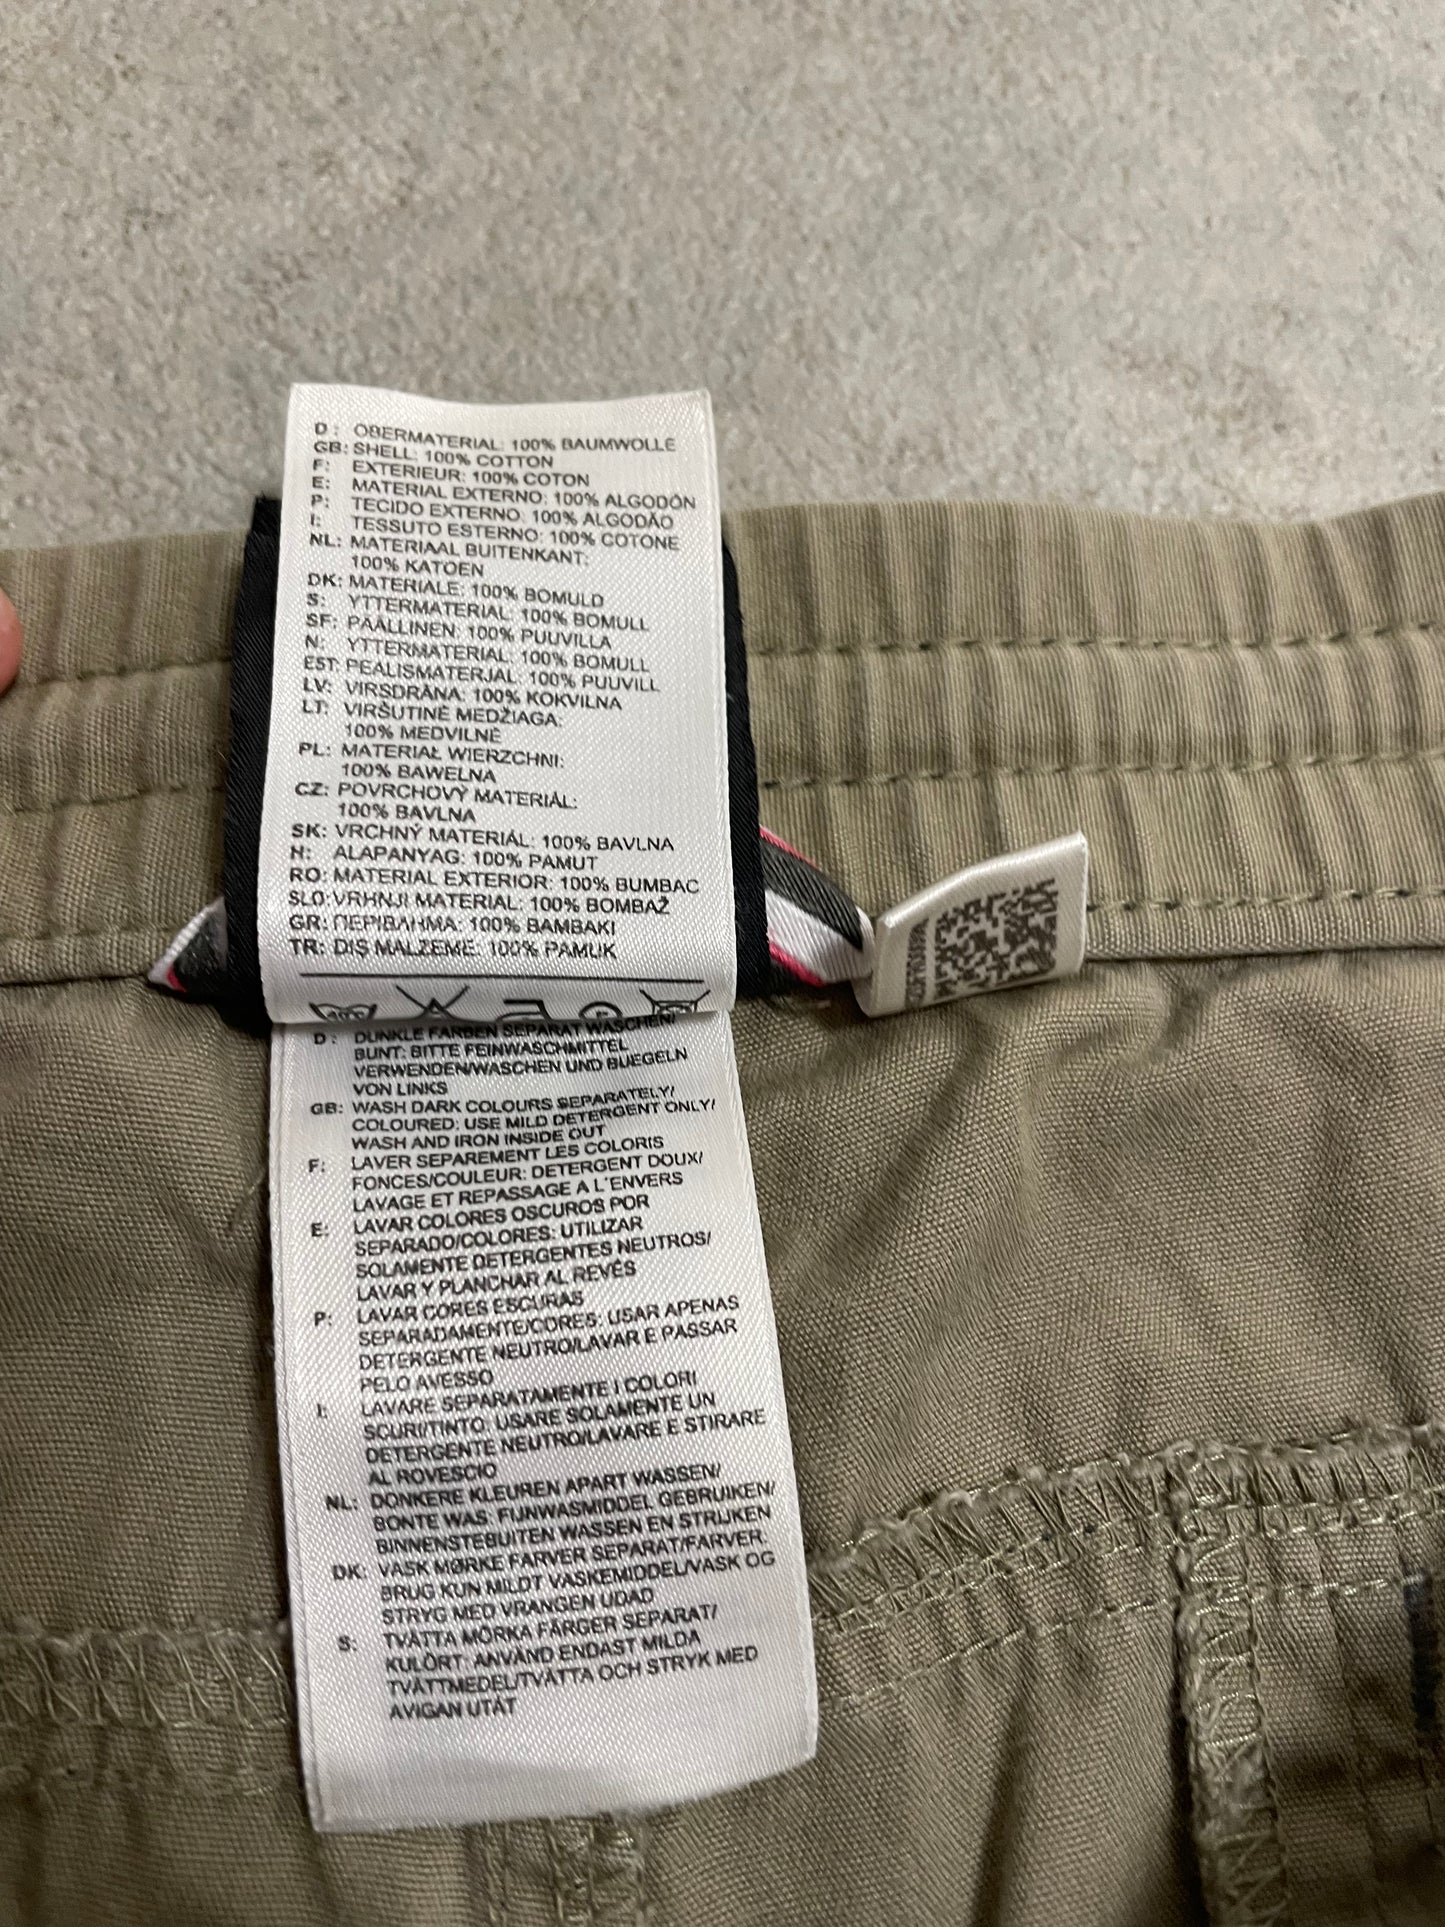 D: OBERMATERIAL: 100% BAUMWOLLE
GB: SHELL: 100% COTTON
F: EXTERIEUR: 100% COTON
E: MATERIAL EXTERNO: 100% ALGODÓN
P: TECIDO EXTERNO: 100% ALGODÃO
I: TESSUTO ESTERNO: 100% COTONE
NL: MATERIAAL BUITENKANT:
100% KATOEN
DK: MATERIALE: 100% BOMULD
S: YTTERMATERIAL: 100% BOMULL
SF: PÄÄLLINEN: 100% PUUVILLA
N: YTTERMATERIAL: 100% BOMULL
EST: PEALISMATERJAL: 100% PUUVILL
LV: VIRSDRĀNA: 100% KOKVILNA
LT: VIRŠUTINĖ MEDŽIAGA:
100% MEDVILNĖ
PL: MATERIAŁ WIERZCHNI:
100% BAWEŁNA
CZ: POVRCHOVÝ MATERIÁL:
100% BAVLNA
SK: VRCHNÝ MATERIÁL: 100% BAVLNA
H: ALAPANYAG: 100% PAMUT
RO: MATERIAL EXTERIOR: 100% BUMBAC
SLO: VRHNJI MATERIAL: 100% BOMBAŽ
GR: ΠΕΡΙΒΛΗΜΑ: 100% ΒΑΜΒΑΚΙ
TR: DIŞ MALZEME: 100% PAMUK
D: DUNKLE FARBEN SEPARAT WASCHEN/
BUNT: BITTE FEINWASCHMITTEL
VERWENDEN/WASCHEN UND BUEGELN
VON LINKS
GB: WASH DARK COLOURS SEPARATELY/
COLOURED: USE MILD DETERGENT ONLY/
WASH AND IRON INSIDE OUT
F: LAVER SEPAREMENT LES COLORIS
FONCES/COULEUR: DETERGENT DOUX/
LAVAGE ET REPASSAGE A L'ENVERS
E: LAVAR COLORES OSCUROS POR
SEPARADO/COLORES: UTILIZAR
SOLAMENTE DETERGENTES NEUTROS/
LAVAR Y PLANCHAR AL REVÉS
P: LAVAR CORES ESCURAS
SEPARADAMENTE/CORES: USAR APENAS
DETERGENTE NEUTRO/LAVAR E PASSAR
PELO AVESSO
I: LAVARE SEPARATAMENTE I COLORI
SCURI/TINTO: USARE SOLAMENTE UN
DETERGENTE NEUTRO/LAVARE E STIRARE
AL ROVESCIO
NL: DONKERE KLEUREN APART WASSEN/
BONTE WAS: FIJNWASMIDDEL GEBRUIKEN/
BINNENSTEBUITEN WASSEN EN STRIJKEN
DK: VASK MØRKE FARVER SEPARAT/FARVER:
BRUG KUN MILDT VASKEMIDDEL/VASK OG
STRYG MED VRANGEN UDAD
S: TVÄTTA MÖRKA FÄRGER SEPARAT/
KULÖRT: ANVÄND ENDAST MILDA
TVÄTTMEDEL/TVÄTTA OCH STRYK MED
AVIGAN UTÅT